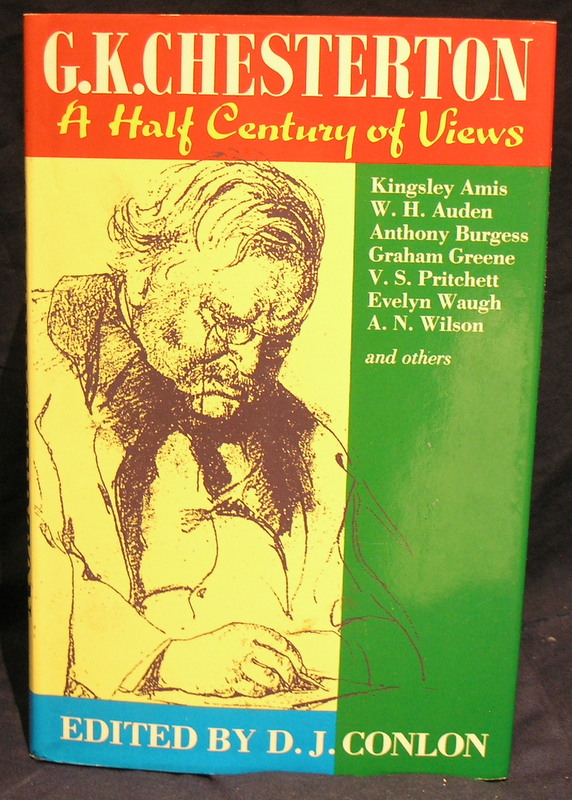 G.K.CHESTERTON
A Half Century of Views
Kingsley Amis
W. H. Auden
Anthony Burgess
Graham Greene
V. S. Pritchett
Evelyn Waugh
A. N. Wilson
and others
EDITED BY D. J. CONLON